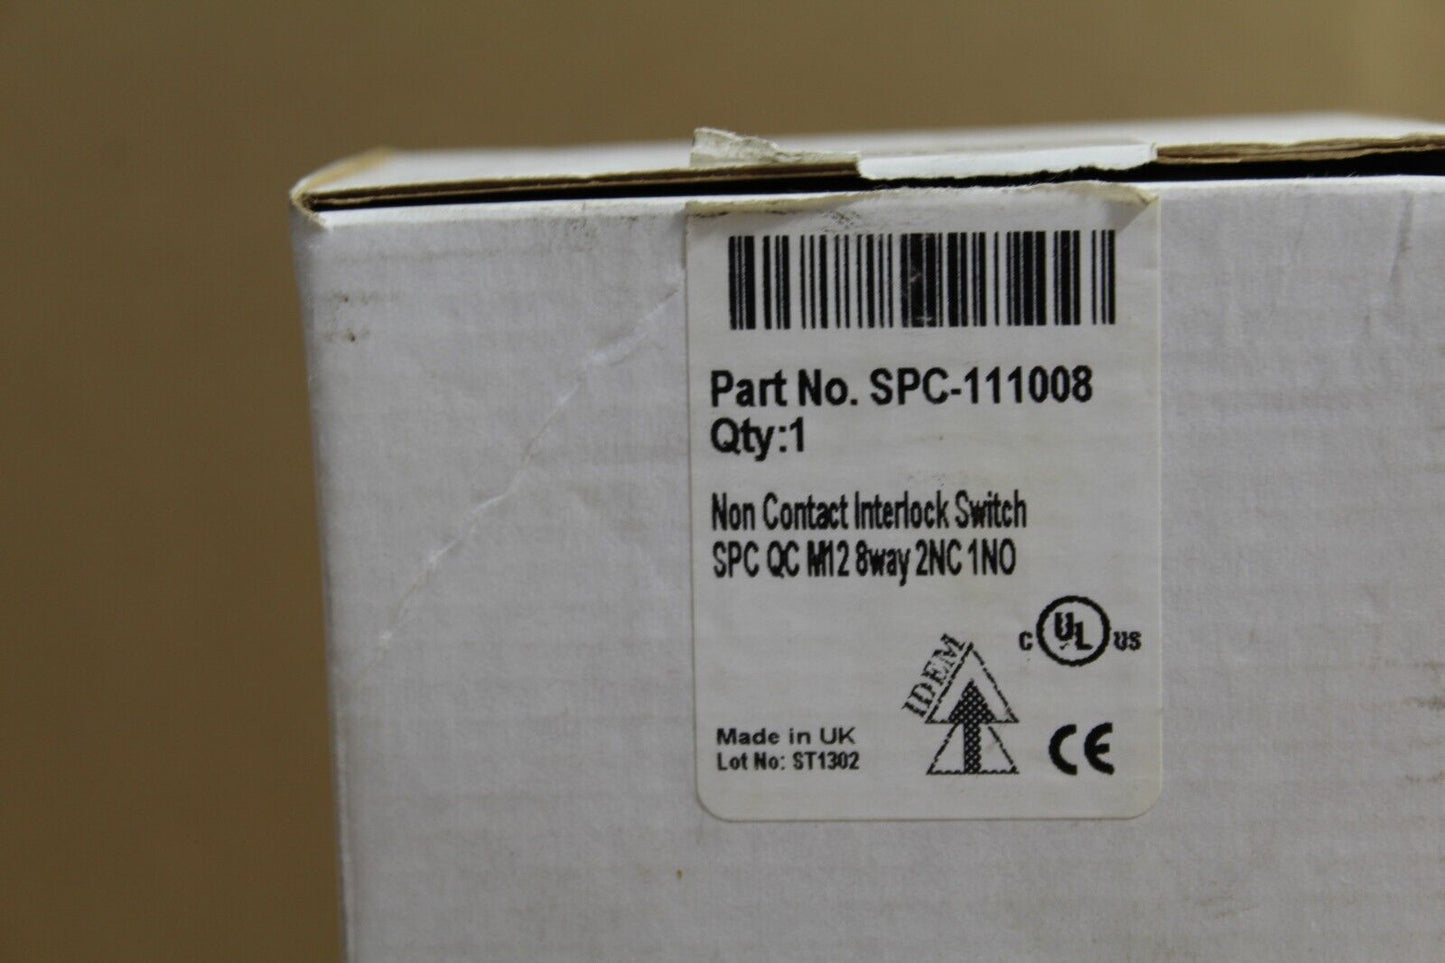 Part No. SPC-111008
Qty:1
Non Contact Interlock Switch
SPC QC M12 8way 2NC 1NO
C UL US
IDEM
Made in UK
Lot No: ST1302
CE